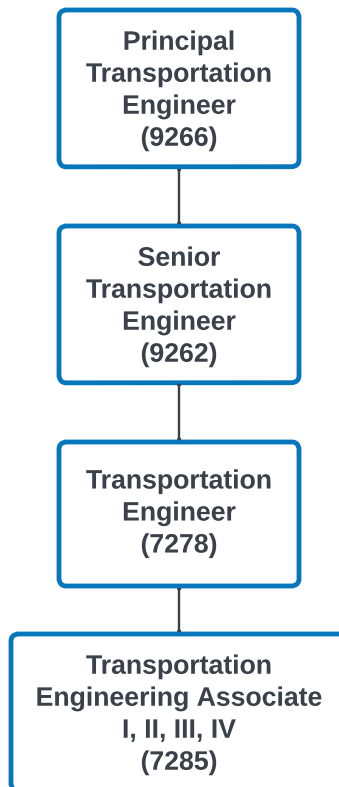 Principal
Transportation
Engineer
(9266)
Senior
Transportation
Engineer
(9262)
Transportation
Engineer
(7278)
Transportation
Engineering Associate
I, II, III, IV
(7285)